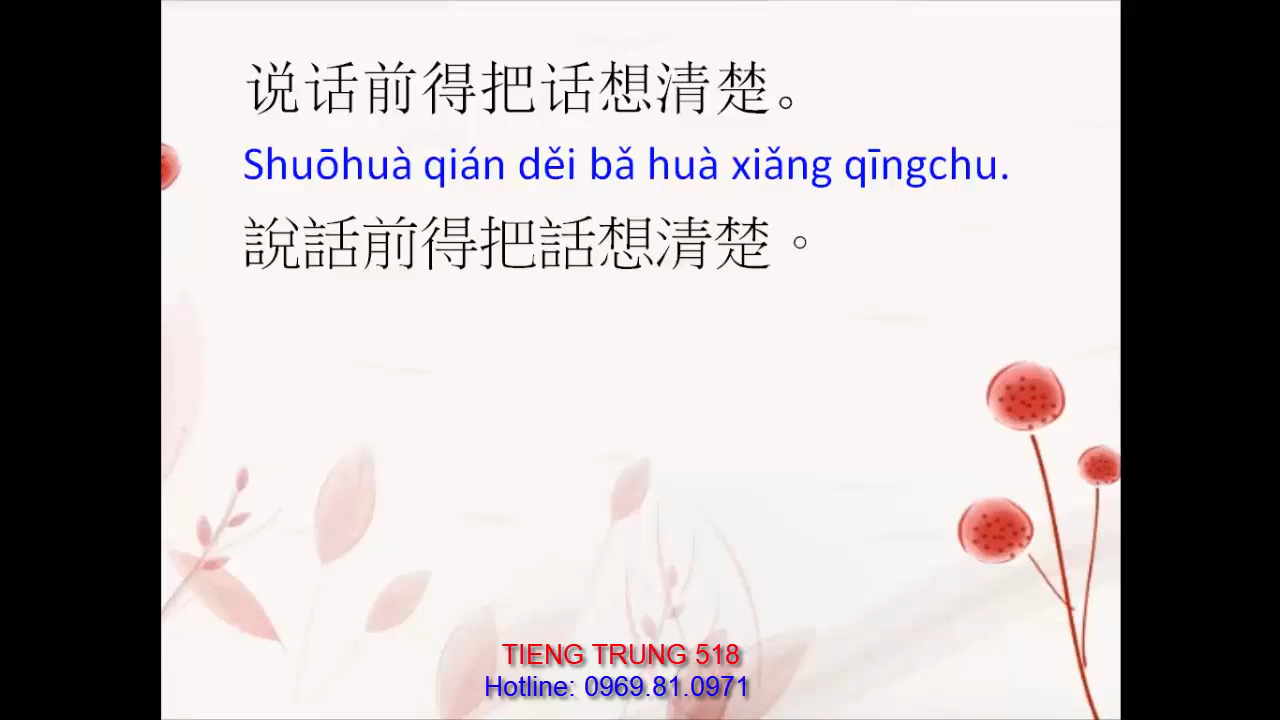 说话前得把话想清楚。
Shuōhuà qián děi bǎ huà xiǎng qīngchu.
說話前得把話想清楚。
TIENG TRUNG 518
Hotline: 0969.81.0971